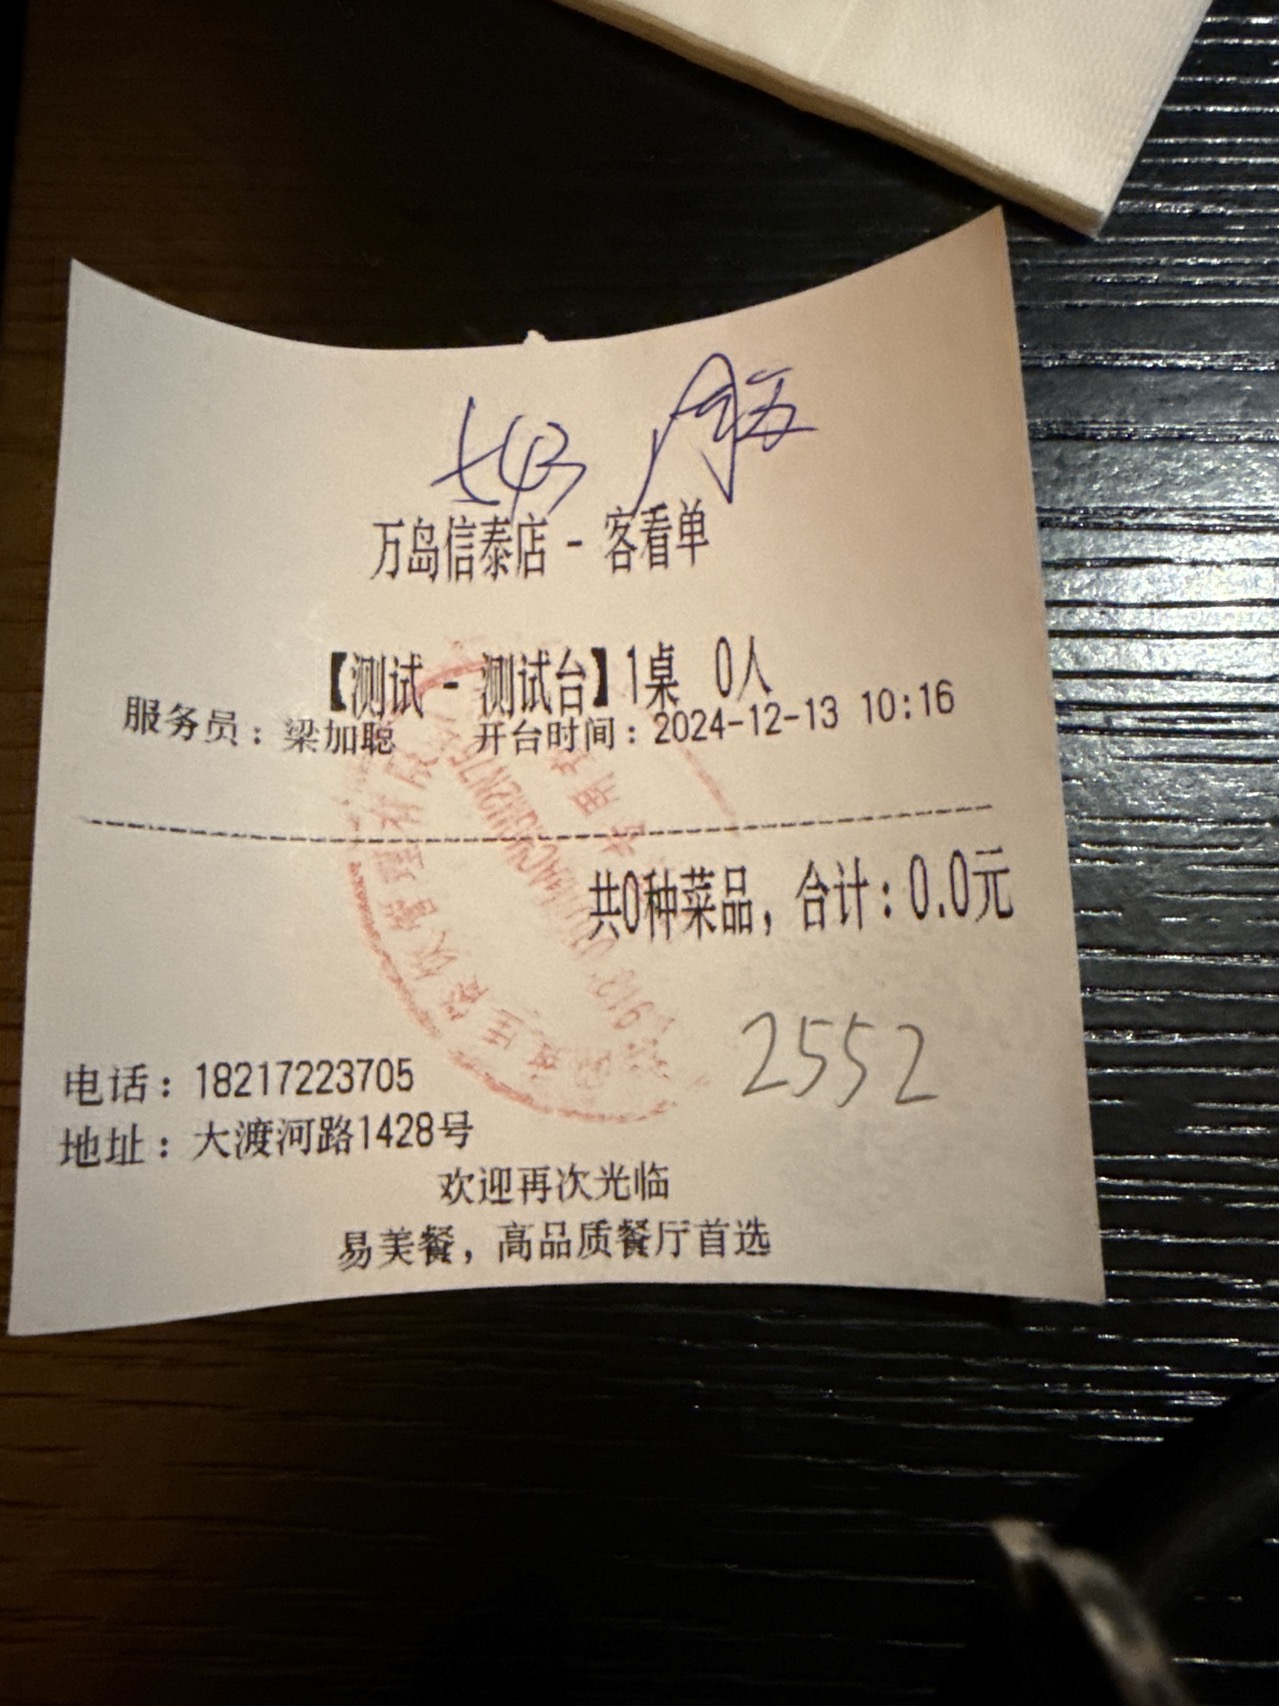 万岛信泰店 - 客看单
【测试 - 测试台】1桌 0人
服务员：梁加聪 开台时间：2024-12-13 10:16
共0种菜品，合计：0.0元
2552
电话：18217223705
地址：大渡河路1428号
欢迎再次光临
易美餐，高品质餐厅首选